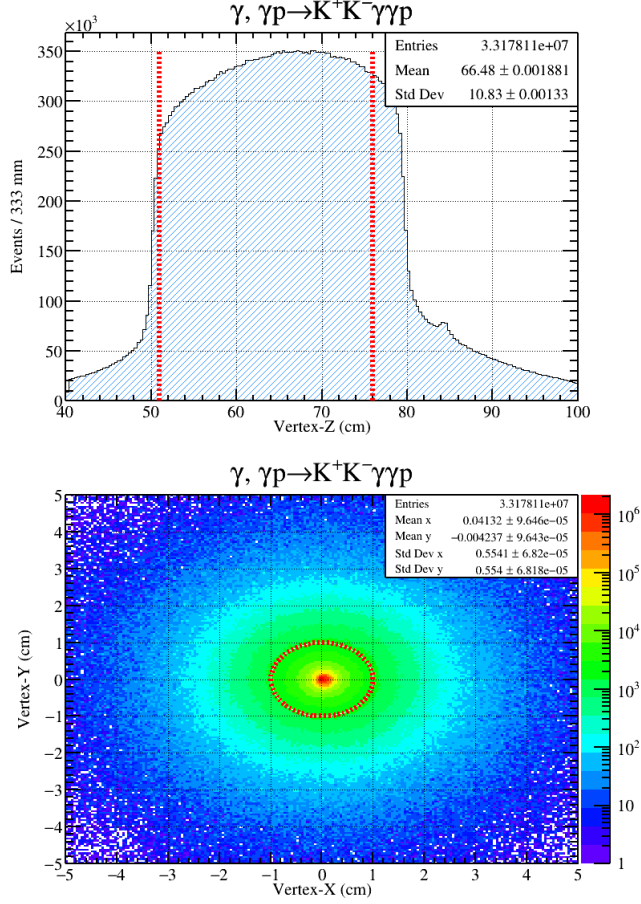 γ, γp→K⁺K⁻γγp
×10³
Entries 3.317811e+07
Mean 66.48 ± 0.001881
Std Dev 10.83 ± 0.00133
Events / 333 mm
350
300
250
200
150
100
50
0
40 50 60 70 80 90 100
Vertex-Z (cm)
γ, γp→K⁺K⁻γγp
Entries 3.317811e+07
Mean x 0.04132 ± 9.646e−05
Mean y −0.004237 ± 9.643e−05
Std Dev x 0.5541 ± 6.82e−05
Std Dev y 0.554 ± 6.818e−05
Vertex-Y (cm)
5
4
3
2
1
0
−1
−2
−3
−4
−5
−5 −4 −3 −2 −1 0 1 2 3 4 5
Vertex-X (cm)
10⁶
10⁵
10⁴
10³
10²
10
1